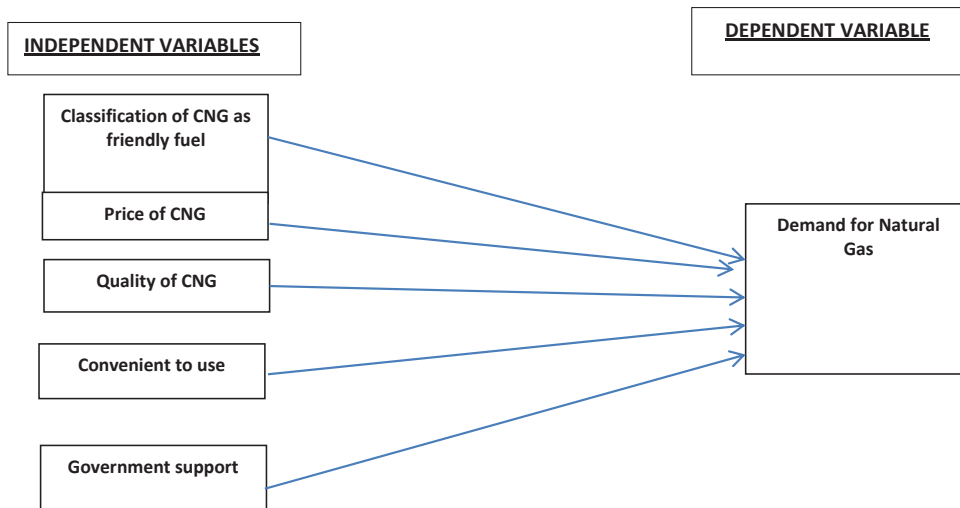 INDEPENDENT VARIABLES
DEPENDENT VARIABLE
Classification of CNG as
friendly fuel
Price of CNG
Quality of CNG
Convenient to use
Government support
Demand for Natural
Gas